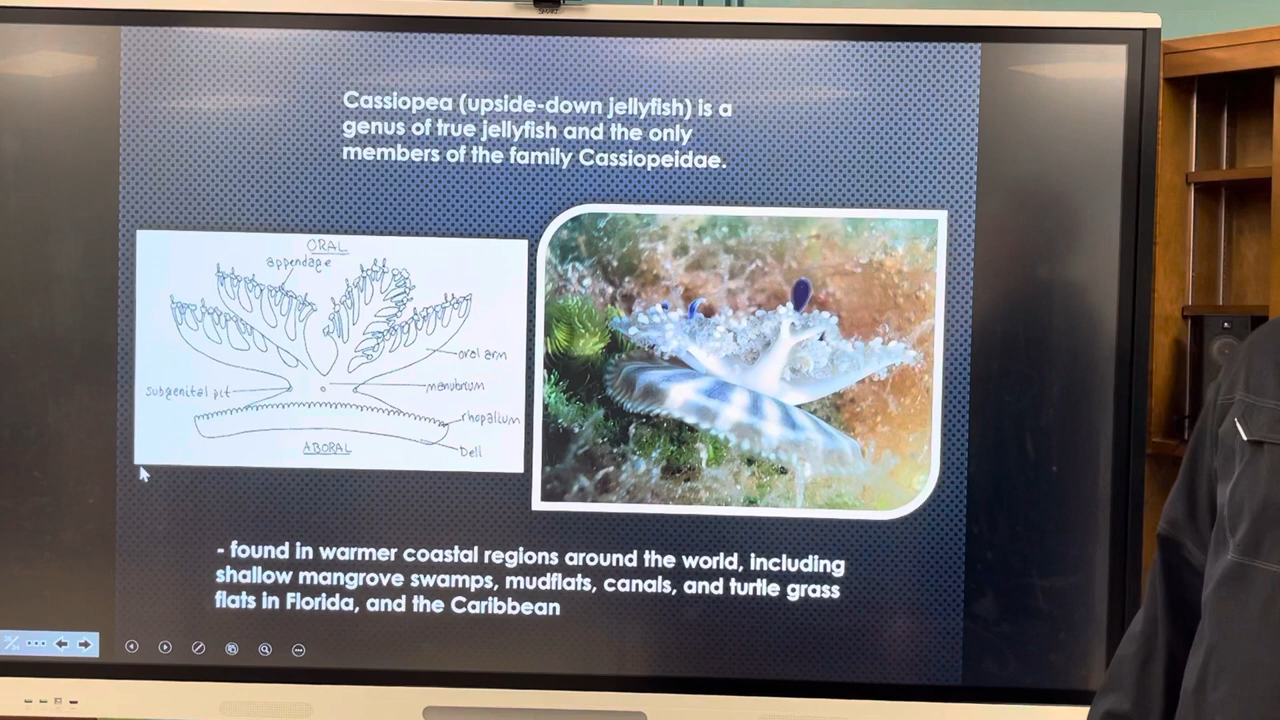 SMART
Cassiopea (upside-down jellyfish) is a
genus of true jellyfish and the only
members of the family Cassiopeidae.
ORAL
appendage
oral arm
subgenital pit
manubrium
rhopalium
ABORAL
bell
- found in warmer coastal regions around the world, including
shallow mangrove swamps, mudflats, canals, and turtle grass
flats in Florida, and the Caribbean